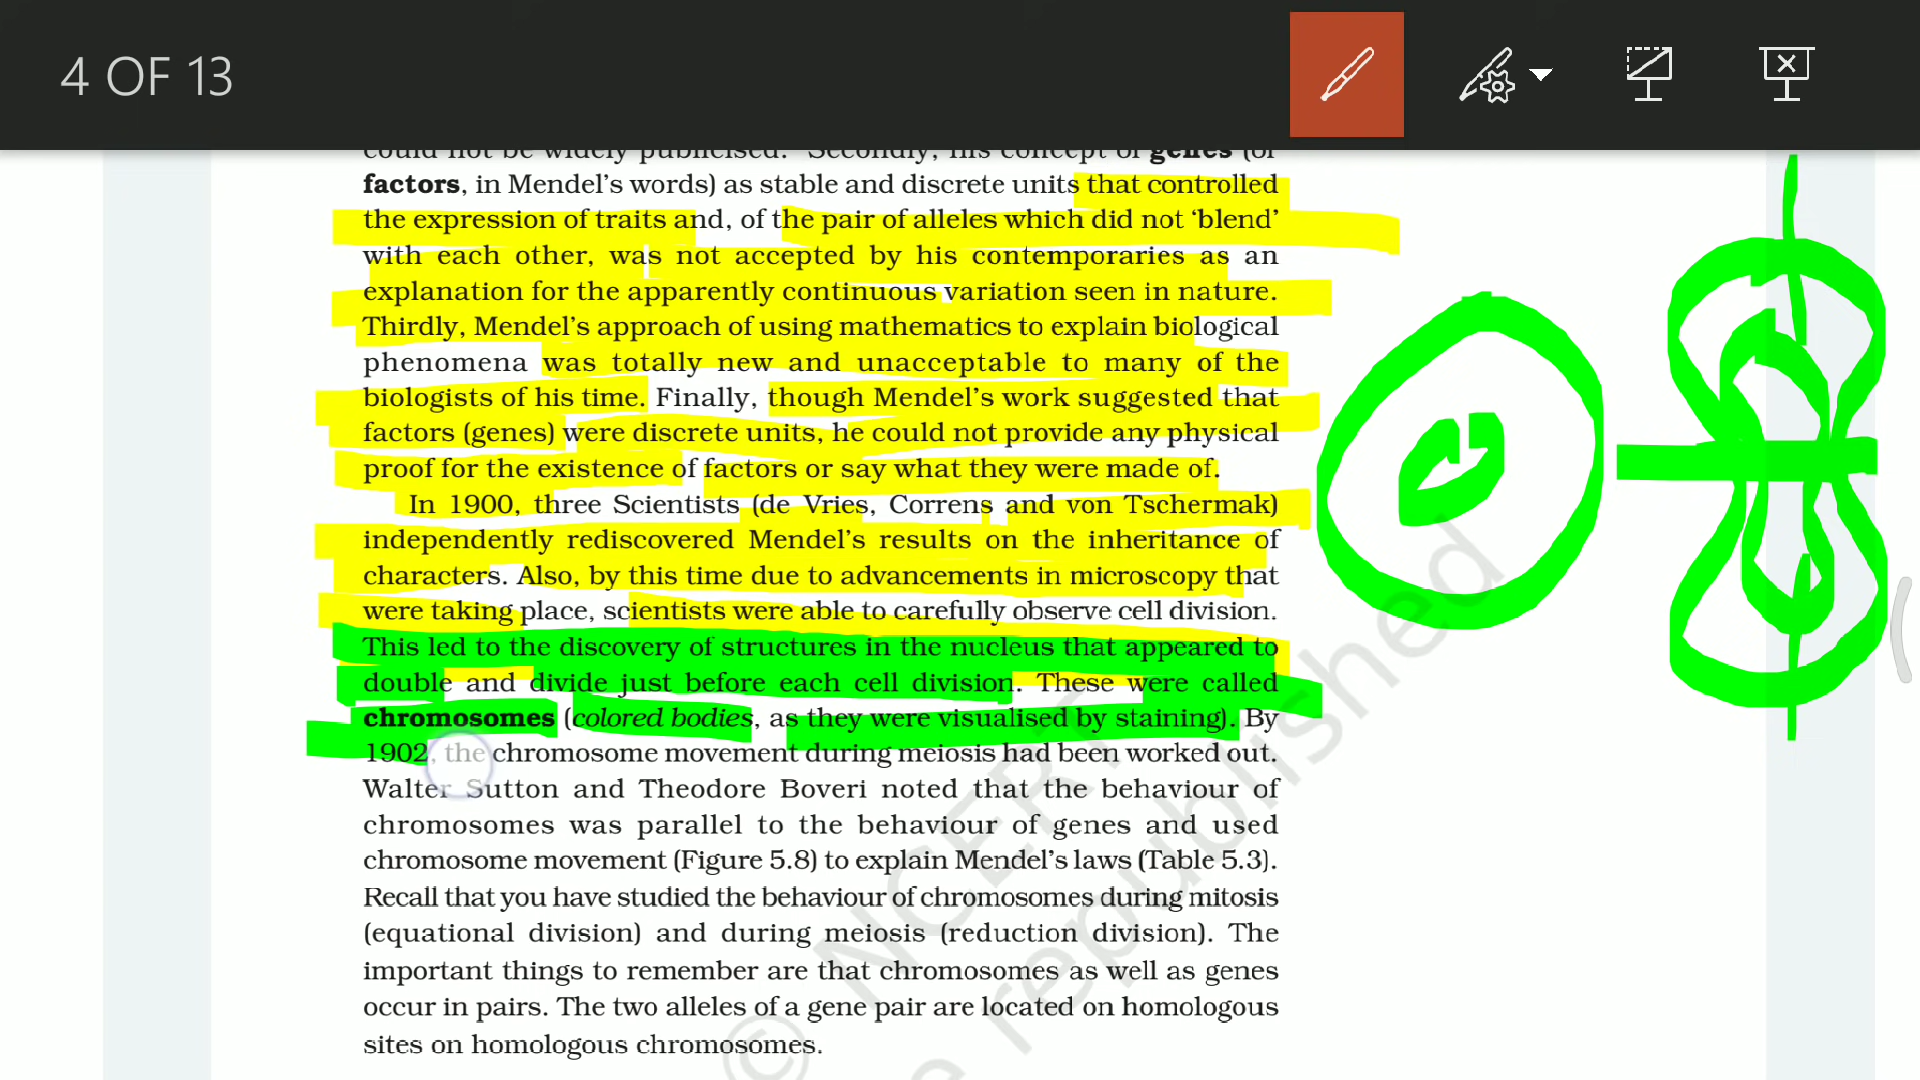 4 OF 13
could not be widely publicised. Secondly, his concept of genes (or
factors, in Mendel’s words) as stable and discrete units that controlled
the expression of traits and, of the pair of alleles which did not ‘blend’
with each other, was not accepted by his contemporaries as an
explanation for the apparently continuous variation seen in nature.
Thirdly, Mendel’s approach of using mathematics to explain biological
phenomena was totally new and unacceptable to many of the
biologists of his time. Finally, though Mendel’s work suggested that
factors (genes) were discrete units, he could not provide any physical
proof for the existence of factors or say what they were made of.
In 1900, three Scientists (de Vries, Correns and von Tschermak)
independently rediscovered Mendel’s results on the inheritance of
characters. Also, by this time due to advancements in microscopy that
were taking place, scientists were able to carefully observe cell division.
This led to the discovery of structures in the nucleus that appeared to
double and divide just before each cell division. These were called
chromosomes (colored bodies, as they were visualised by staining). By
1902, the chromosome movement during meiosis had been worked out.
Walter Sutton and Theodore Boveri noted that the behaviour of
chromosomes was parallel to the behaviour of genes and used
chromosome movement (Figure 5.8) to explain Mendel’s laws (Table 5.3).
Recall that you have studied the behaviour of chromosomes during mitosis
(equational division) and during meiosis (reduction division). The
important things to remember are that chromosomes as well as genes
occur in pairs. The two alleles of a gene pair are located on homologous
sites on homologous chromosomes.
© NCERT
republished